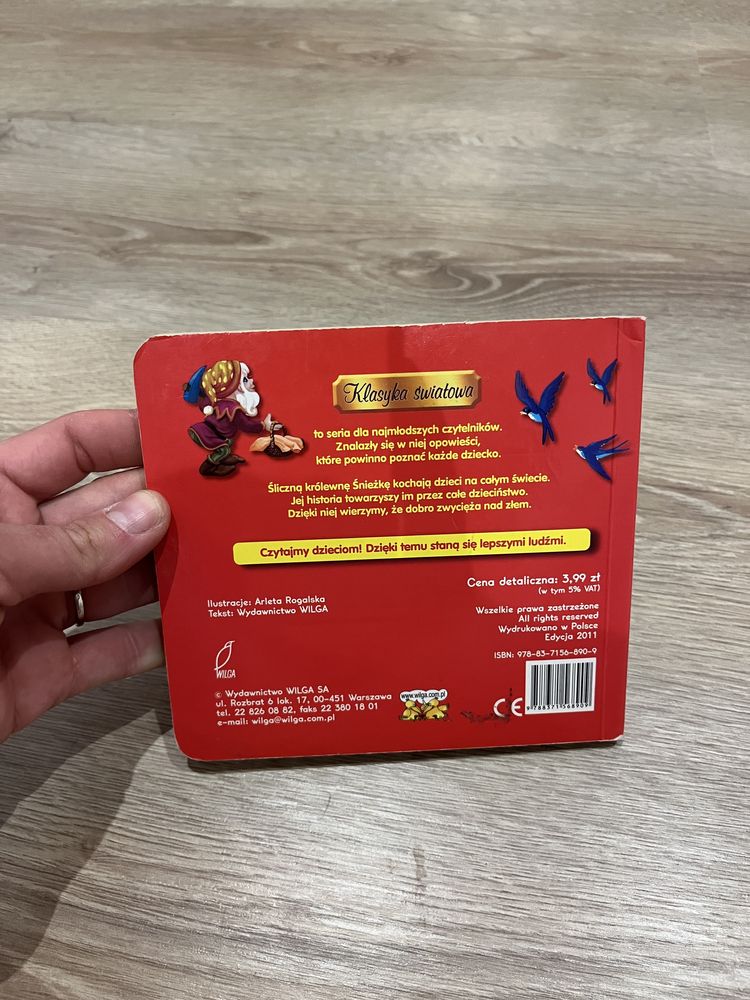 Klasyka światowa
to seria dla najmłodszych czytelników.
Znalazły się w niej opowieści,
które powinno poznać każde dziecko.
Śliczną królewnę Śnieżkę kochają dzieci na całym świecie.
Jej historia towarzyszy im przez całe dzieciństwo.
Dzięki niej wierzymy, że dobro zwycięża nad złem.
Czytajmy dzieciom! Dzięki temu staną się lepszymi ludźmi.
Cena detaliczna: 3,99 zł
(w tym 5% VAT)
Ilustracje: Arleta Rogalska
Tekst: Wydawnictwo WILGA
Wszelkie prawa zastrzeżone
All rights reserved
Wydrukowano w Polsce
Edycja 2011
ISBN: 978-83-7156-890-9
WILGA
© Wydawnictwo WILGA SA
ul. Rozbrat 6 lok. 17, 00-451 Warszawa
tel. 22 826 08 82, faks 22 380 18 01
e-mail: wilga@wilga.com.pl
www.wilga.com.pl
CE
9 788371 568909